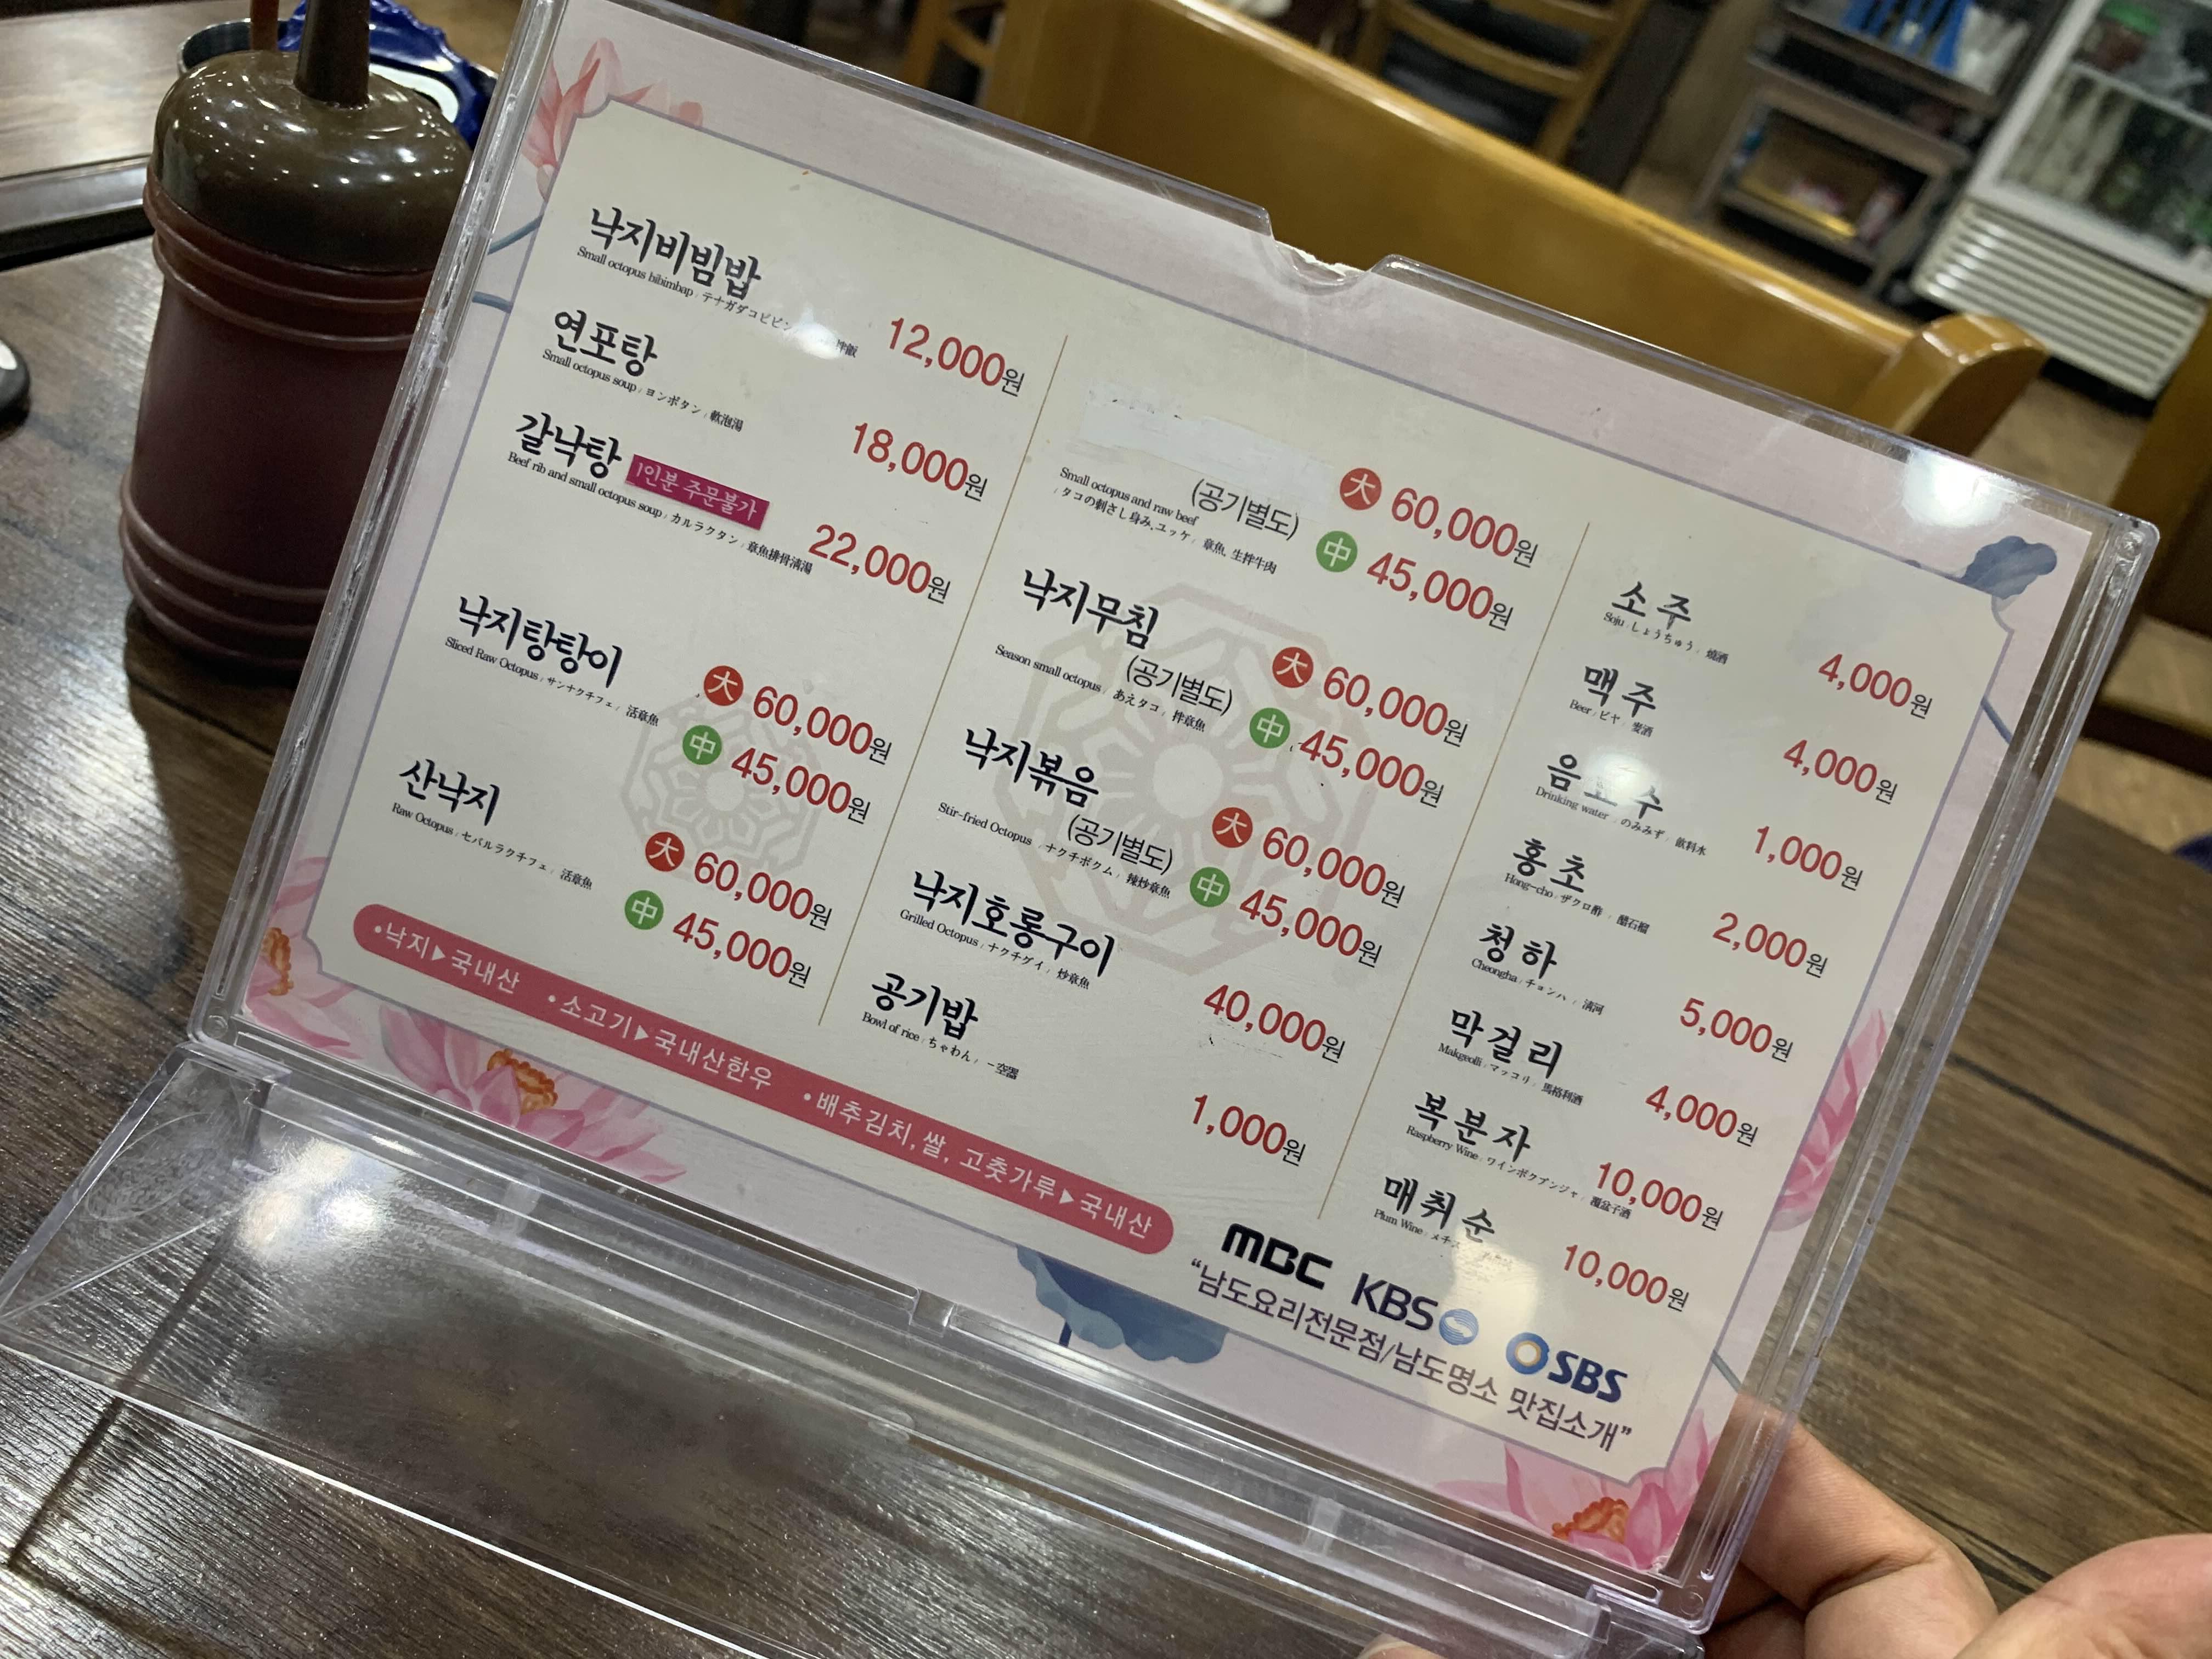 낙지비빔밥
Small octopus bibimbap / テナガダコビビン
12,000원
연포탕
Small octopus soup / ヨンポタン / 軟泡湯
18,000원
갈낙탕 1인분 주문불가
Beef rib and small octopus soup / カルラクタン / 章魚排骨清湯
22,000원
낙지탕탕이
Sliced Raw Octopus / サンナクチフェ / 活章魚
大 60,000원
中 45,000원
산낙지
Raw Octopus / セバルラクチフェ / 活章魚
大 60,000원
中 45,000원
(공기별도)
Small octopus and raw beef
/ タコの刺さし身み,ユッケ / 章魚, 生拌牛肉
大 60,000원
中 45,000원
낙지무침
(공기별도)
Season small octopus / あえタコ / 拌章魚
大 60,000원
中 45,000원
낙지볶음
(공기별도)
Stir-fried Octopus / ナクチポクム / 辣炒章魚
大 60,000원
中 45,000원
낙지호롱구이
Grilled Octopus / ナクチグイ / 炒章魚
40,000원
공기밥
Bowl of rice / ちゃわん / 一空器
1,000원
소주
Soju / しょうちゅう / 燒酒
4,000원
맥주
Beer / ビヤ / 麥酒
4,000원
음료수
Drinking water / のみみず / 飮料水
1,000원
홍초
Hong-cho / ザクロ酢 / 醋石榴
2,000원
청하
Cheongha / チョンハ / 清河
5,000원
막걸리
Makgeolli / マッコリ / 馬格利酒
4,000원
복분자
Raspberry Wine / ワインボクブンジャ / 覆盆子酒
10,000원
매취순
Plum Wine / メチ
10,000원
•낙지▶국내산 •소고기▶국내산한우 •배추김치, 쌀, 고춧가루▶국내산
MBC KBS SBS
“남도요리전문점/남도명소 맛집소개”